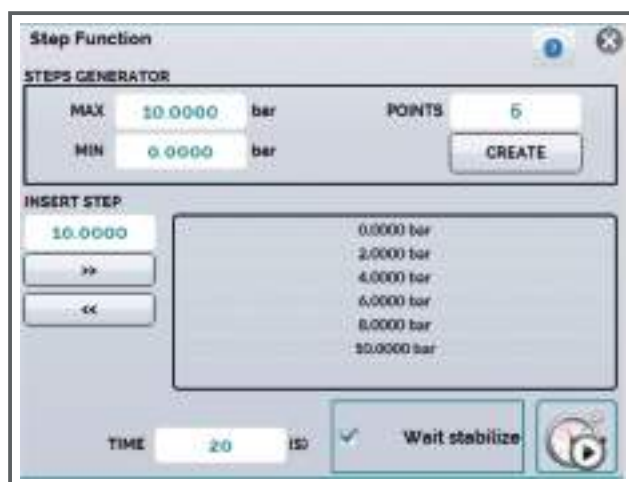 Step Function
STEPS GENERATOR
MAX 10.0000 bar POINTS 6
MIN 0.0000 bar CREATE
INSERT STEP
10.0000
>>
<<
0.0000 bar
2.0000 bar
4.0000 bar
6.0000 bar
8.0000 bar
10.0000 bar
TIME 20 (S) Wait stabilize